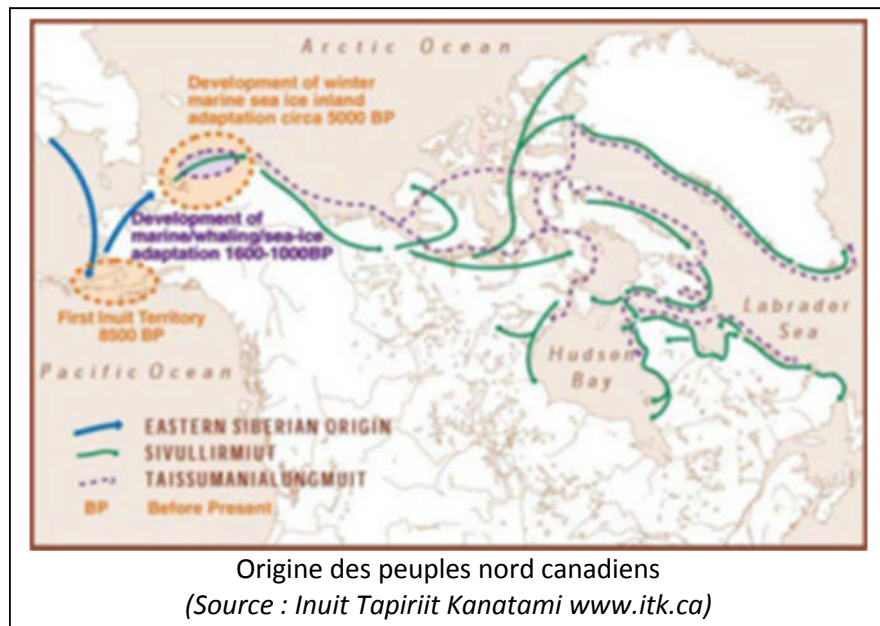 Arctic Ocean
Development of winter
marine sea ice inland
adaptation circa 5000 BP
Development of
marine/whaling/sea-ice
adaptation 1600-1000BP
First Inuit Territory
8500 BP
Pacific Ocean
Labrador
Sea
Hudson
Bay
EASTERN SIBERIAN ORIGIN
SIVULLIRMIUT
TAISSUMANIALUNGMUIT
BP Before Present
Origine des peuples nord canadiens
(Source : Inuit Tapiriit Kanatami www.itk.ca)